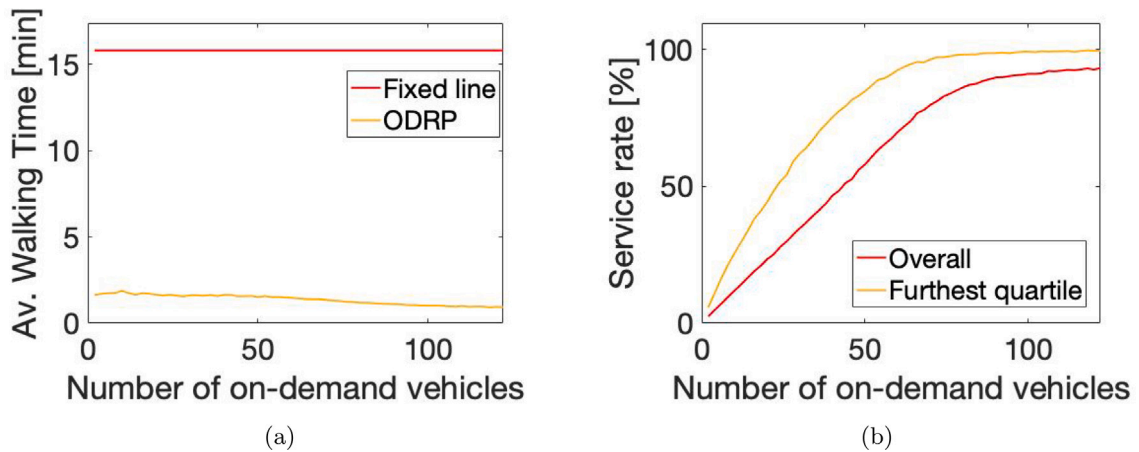 Av. Walking Time [min]
15
10
5
0
Fixed line
ODRP
0 50 100
Number of on-demand vehicles
(a)
Service rate [%]
100
50
0
Overall
Furthest quartile
0 50 100
Number of on-demand vehicles
(b)